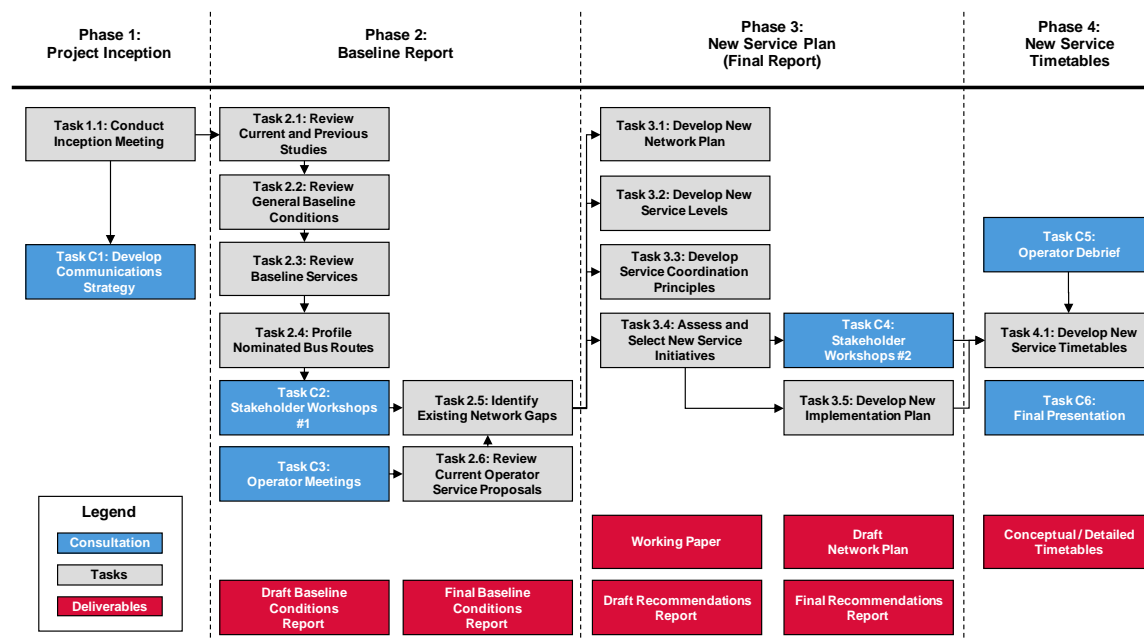 Phase 1:
Project Inception
Phase 2:
Baseline Report
Phase 3:
New Service Plan
(Final Report)
Phase 4:
New Service
Timetables
Task 1.1: Conduct
Inception Meeting
Task C1: Develop
Communications
Strategy
Task 2.1: Review
Current and Previous
Studies
Task 2.2: Review
General Baseline
Conditions
Task 2.3: Review
Baseline Services
Task 2.4: Profile
Nominated Bus Routes
Task C2:
Stakeholder Workshops
#1
Task C3:
Operator Meetings
Task 2.5: Identify
Existing Network Gaps
Task 2.6: Review
Current Operator
Service Proposals
Task 3.1: Develop New
Network Plan
Task 3.2: Develop New
Service Levels
Task 3.3: Develop
Service Coordination
Principles
Task 3.4: Assess and
Select New Service
Initiatives
Task C4:
Stakeholder
Workshops #2
Task 3.5: Develop New
Implementation Plan
Task C5:
Operator Debrief
Task 4.1: Develop New
Service Timetables
Task C6:
Final Presentation
Legend
Consultation
Tasks
Deliverables
Draft Baseline
Conditions
Report
Final Baseline
Conditions
Report
Working Paper
Draft
Network Plan
Draft Recommendations
Report
Final Recommendations
Report
Conceptual / Detailed
Timetables